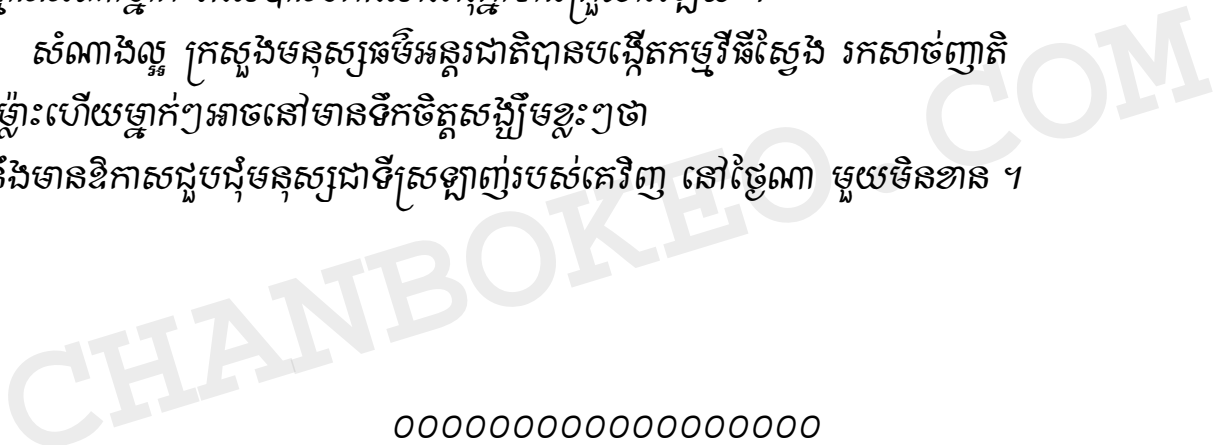 សំណាងល្អ ក្រសួងមនុស្សធម៌អន្តរជាតិបានបង្កើតកម្មវិធីស្វែង រកសាច់ញាតិ
ហើយម្នាក់ៗអាចនៅមានទឹកចិត្តសង្ឃឹមខ្លះៗថា
នឹងមានឱកាសជួបជុំមនុស្សជាទីស្រឡាញ់របស់គេវិញ នៅថ្ងៃណា មួយមិនខាន ។
CHANBOKEO.COM
oooooooooooooooooo